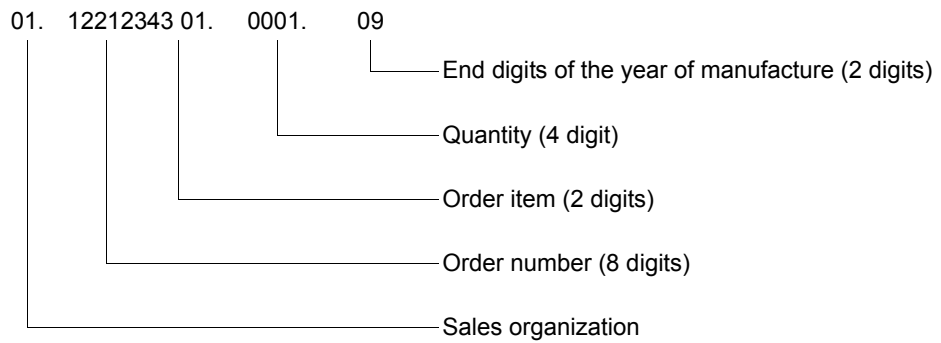 01. 12212343 01. 0001. 09
End digits of the year of manufacture (2 digits)
Quantity (4 digit)
Order item (2 digits)
Order number (8 digits)
Sales organization